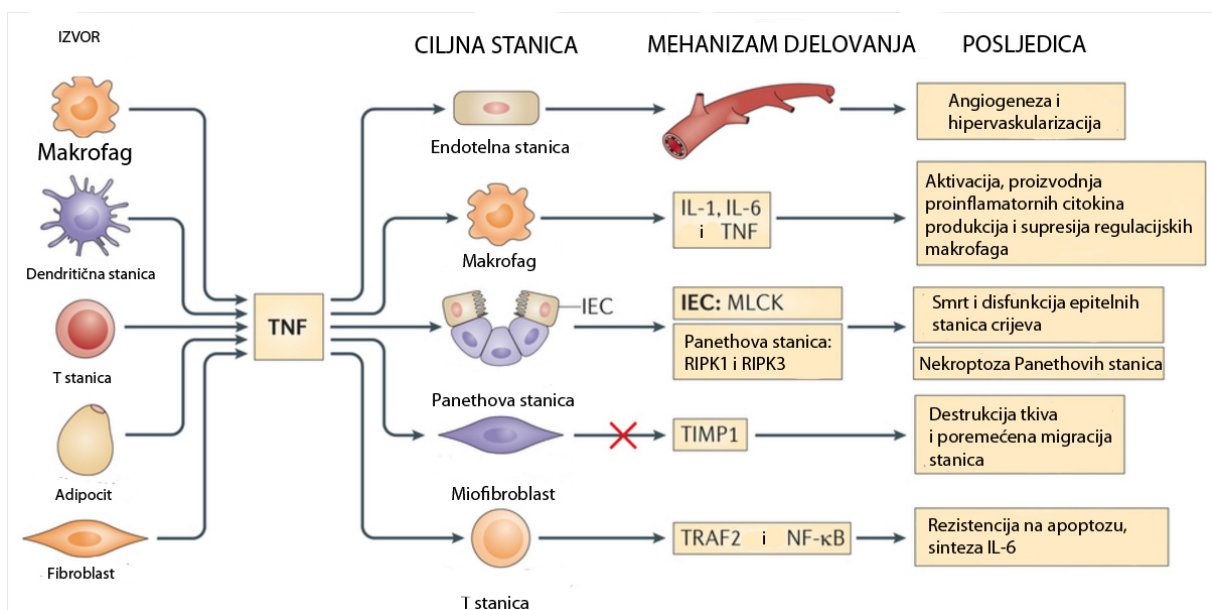 IZVOR
CILJNA STANICA
MEHANIZAM DJELOVANJA
POSLJEDICA
Makrofag
Dendritična stanica
T stanica
Adipocit
Fibroblast
TNF
Endotelna stanica
Makrofag
IEC
Panethova stanica
Miofibroblast
T stanica
IL-1, IL-6
i TNF
IEC: MLCK
Panethova stanica:
RIPK1 i RIPK3
TIMP1
TRAF2 i NF-κB
Angiogeneza i
hipervaskularizacija
Aktivacija, proizvodnja
proinflamatornih citokina
produkcija i supresija regulacijskih
makrofaga
Smrt i disfunkcija epitelnih
stanica crijeva
Nekroptoza Panethovih stanica
Destrukcija tkiva
i poremećena migracija
stanica
Rezistencija na apoptozu,
sinteza IL-6